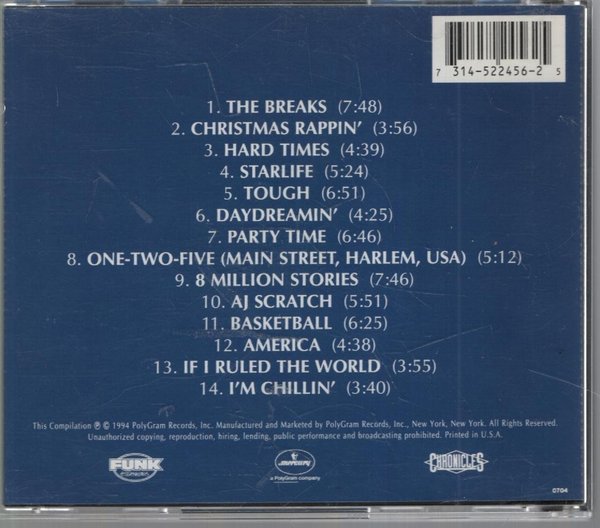 7 314-522456-2 5
1. THE BREAKS (7:48)
2. CHRISTMAS RAPPIN' (3:56)
3. HARD TIMES (4:39)
4. STARLIFE (5:24)
5. TOUGH (6:51)
6. DAYDREAMIN' (4:25)
7. PARTY TIME (6:46)
8. ONE-TWO-FIVE (MAIN STREET, HARLEM, USA) (5:12)
9. 8 MILLION STORIES (7:46)
10. AJ SCRATCH (5:51)
11. BASKETBALL (6:25)
12. AMERICA (4:38)
13. IF I RULED THE WORLD (3:55)
14. I'M CHILLIN' (3:40)
This Compilation ℗ © 1994 PolyGram Records, Inc. Manufactured and Marketed by PolyGram Records, Inc., New York, New York. All Rights Reserved.
Unauthorized copying, reproduction, hiring, lending, public performance and broadcasting prohibited. Printed in U.S.A.
FUNK
mercury
CHRONICLES
a PolyGram company
0704